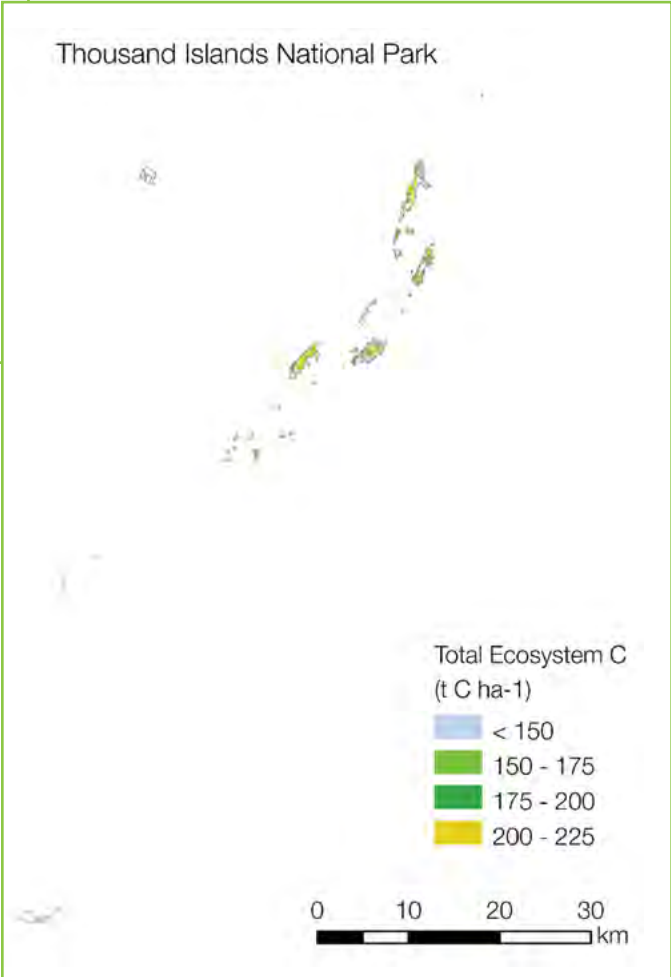 Thousand Islands National Park
Total Ecosystem C
(t C ha-1)
< 150
150 - 175
175 - 200
200 - 225
0 10 20 30
km